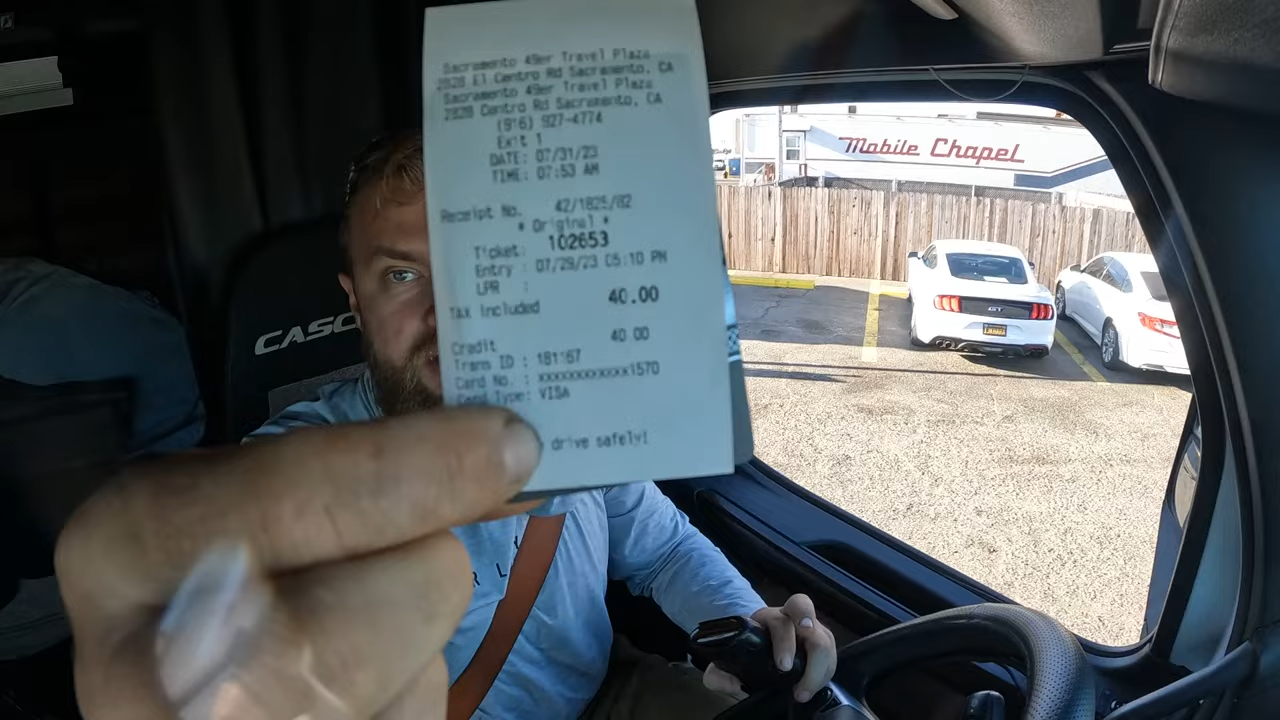 Sacramento 49er Travel Plaza
2828 El Centro Rd Sacramento, CA
Sacramento 49er Travel Plaza
2828 Centro Rd Sacramento, CA
(916) 927-4774
Exit 1
DATE: 07/31/23
TIME: 07:53 AM
Receipt No. 42/1825/82
* Original *
Ticket: 102653
Entry : 07/29/23 05:10 PM
LPR :
TAX Included 40.00
Credit 40.00
Trans ID : 181167
Card No. : xxxxxxxxxxxx1570
Card Type: VISA
drive safely!
Mobile Chapel
CASC
GT